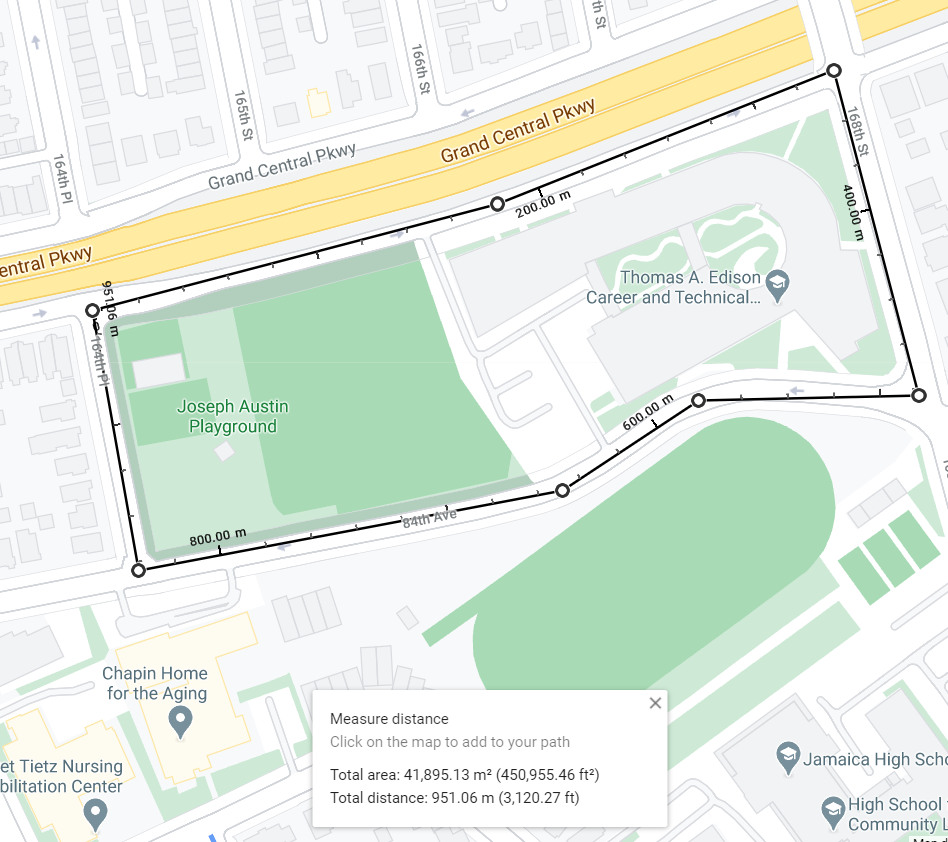 th St
166th St
165th St
164th Pl
Grand Central Pkwy
Grand Central Pkwy
entral Pkwy
168th St
200.00 m
400.00 m
951.06 m
164th Pl
Thomas A. Edison
Career and Technical...
Joseph Austin
Playground
600.00 m
800.00 m
84th Ave
Chapin Home
for the Aging
et Tietz Nursing
bilitation Center
Measure distance
Click on the map to add to your path
Total area: 41,895.13 m² (450,955.46 ft²)
Total distance: 951.06 m (3,120.27 ft)
Jamaica High Scho
High School
Community L